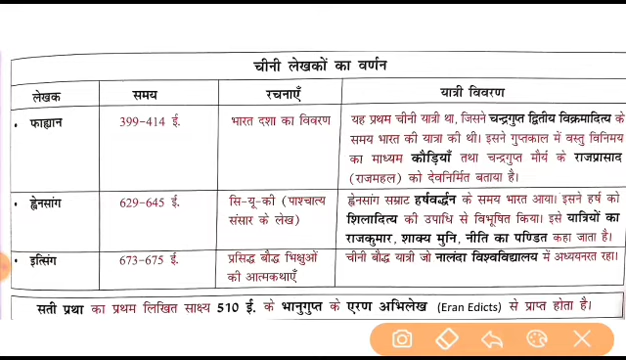 चीनी लेखकों का वर्णन
लेखक समय रचनाएँ यात्री विवरण
• फाह्यान 399-414 ई. भारत दशा का विवरण यह प्रथम चीनी यात्री था, जिसने चन्द्रगुप्त द्वितीय विक्रमादित्य के
समय भारत की यात्रा की थी। इसने गुप्तकाल में वस्तु विनिमय
का माध्यम कौड़ियाँ तथा चन्द्रगुप्त मौर्य के राजप्रासाद
(राजमहल) को देवनिर्मित बताया है।
• ह्वेनसांग 629-645 ई. सि-यू-की (पाश्चात्य ह्वेनसांग सम्राट हर्षवर्द्धन के समय भारत आया। इसने हर्ष को
संसार के लेख) शिलादित्य की उपाधि से विभूषित किया। इसे यात्रियों का
राजकुमार, शाक्य मुनि, नीति का पण्डित कहा जाता है।
• इत्सिंग 673-675 ई. प्रसिद्ध बौद्ध भिक्षुओं चीनी बौद्ध यात्री जो नालंदा विश्वविद्यालय में अध्ययनरत रहा।
की आत्मकथाएँ
सती प्रथा का प्रथम लिखित साक्ष्य 510 ई. के भानुगुप्त के एरण अभिलेख (Eran Edicts) से प्राप्त होता है।